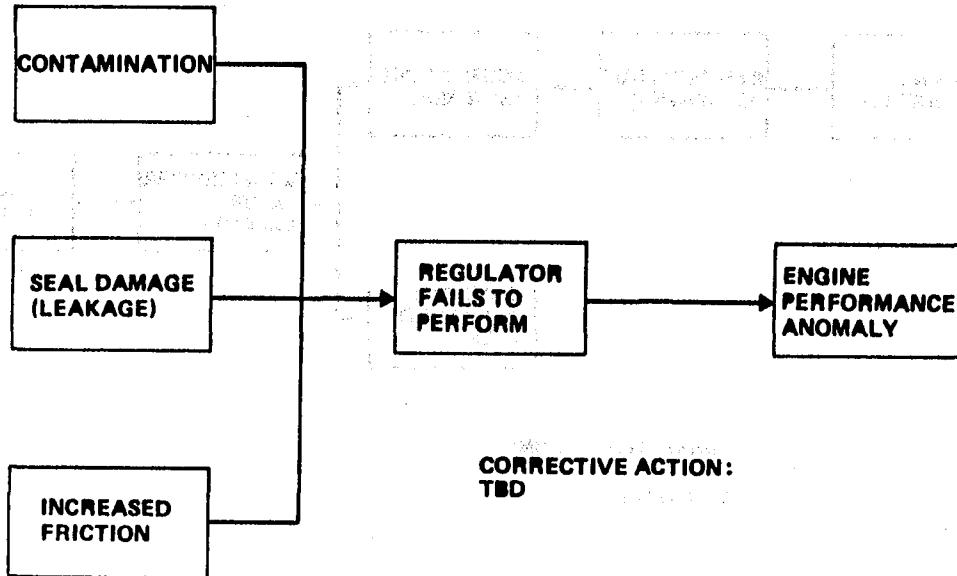 CONTAMINATION
SEAL DAMAGE
(LEAKAGE)
REGULATOR
FAILS TO
PERFORM
ENGINE
PERFORMANCE
ANOMALY
INCREASED
FRICTION
CORRECTIVE ACTION:
TBD